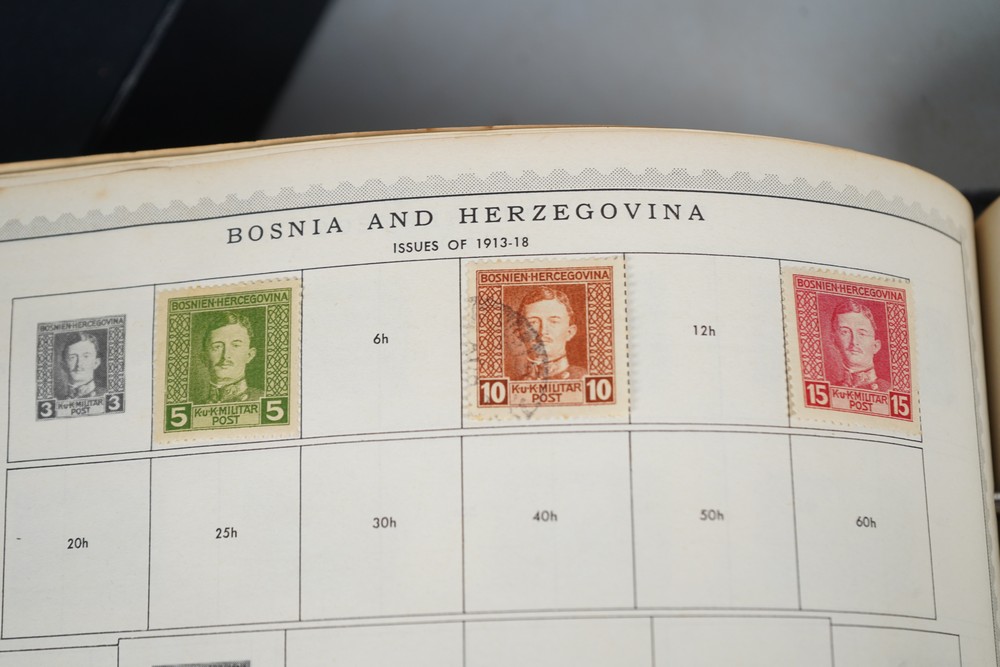 BOSNIA AND HERZEGOVINA
ISSUES OF 1913-18
BOSNIEN-HERCEGOVINA
3 K.u.K.MILITAR 3
POST
BOSNIEN-HERCEGOVINA
5 K.u.K.MILITAR 5
POST
6h
BOSNIEN-HERCEGOVINA
10 K.u.K.MILITAR 10
POST
12h
BOSNIEN-HERCEGOVINA
15 K.u.K.MILITAR 15
POST
20h
25h
30h
40h
50h
60h